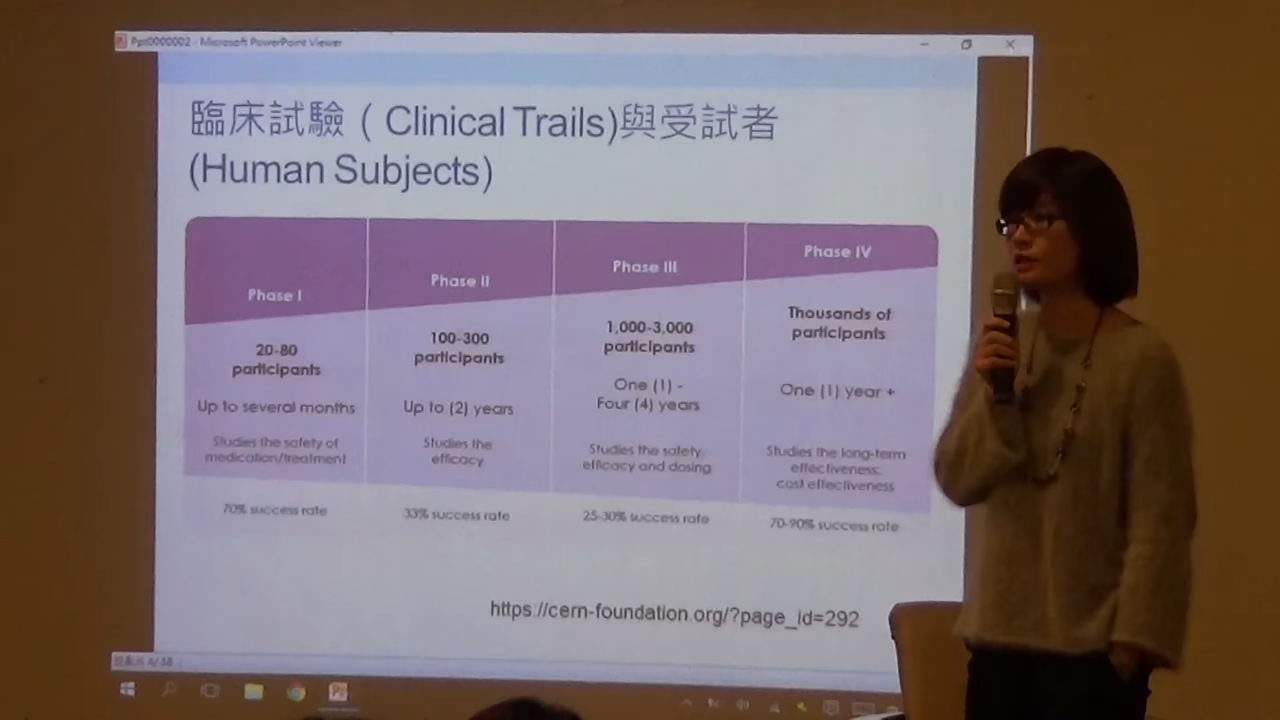 Ppt0000002 - Microsoft PowerPoint Viewer
臨床試驗 ( Clinical Trails)與受試者
(Human Subjects)
Phase I
20-80
participants
Up to several months
Studies the safety of
medication/treatment
70% success rate
Phase II
100-300
participants
Up to (2) years
Studies the
efficacy
33% success rate
Phase III
1,000-3,000
participants
One (1) -
Four (4) years
Studies the safety,
efficacy and dosing
25-30% success rate
Phase IV
Thousands of
participants
One (1) year +
Studies the long-term
effectiveness;
cost effectiveness
70-90% success rate
https://cern-foundation.org/?page_id=292